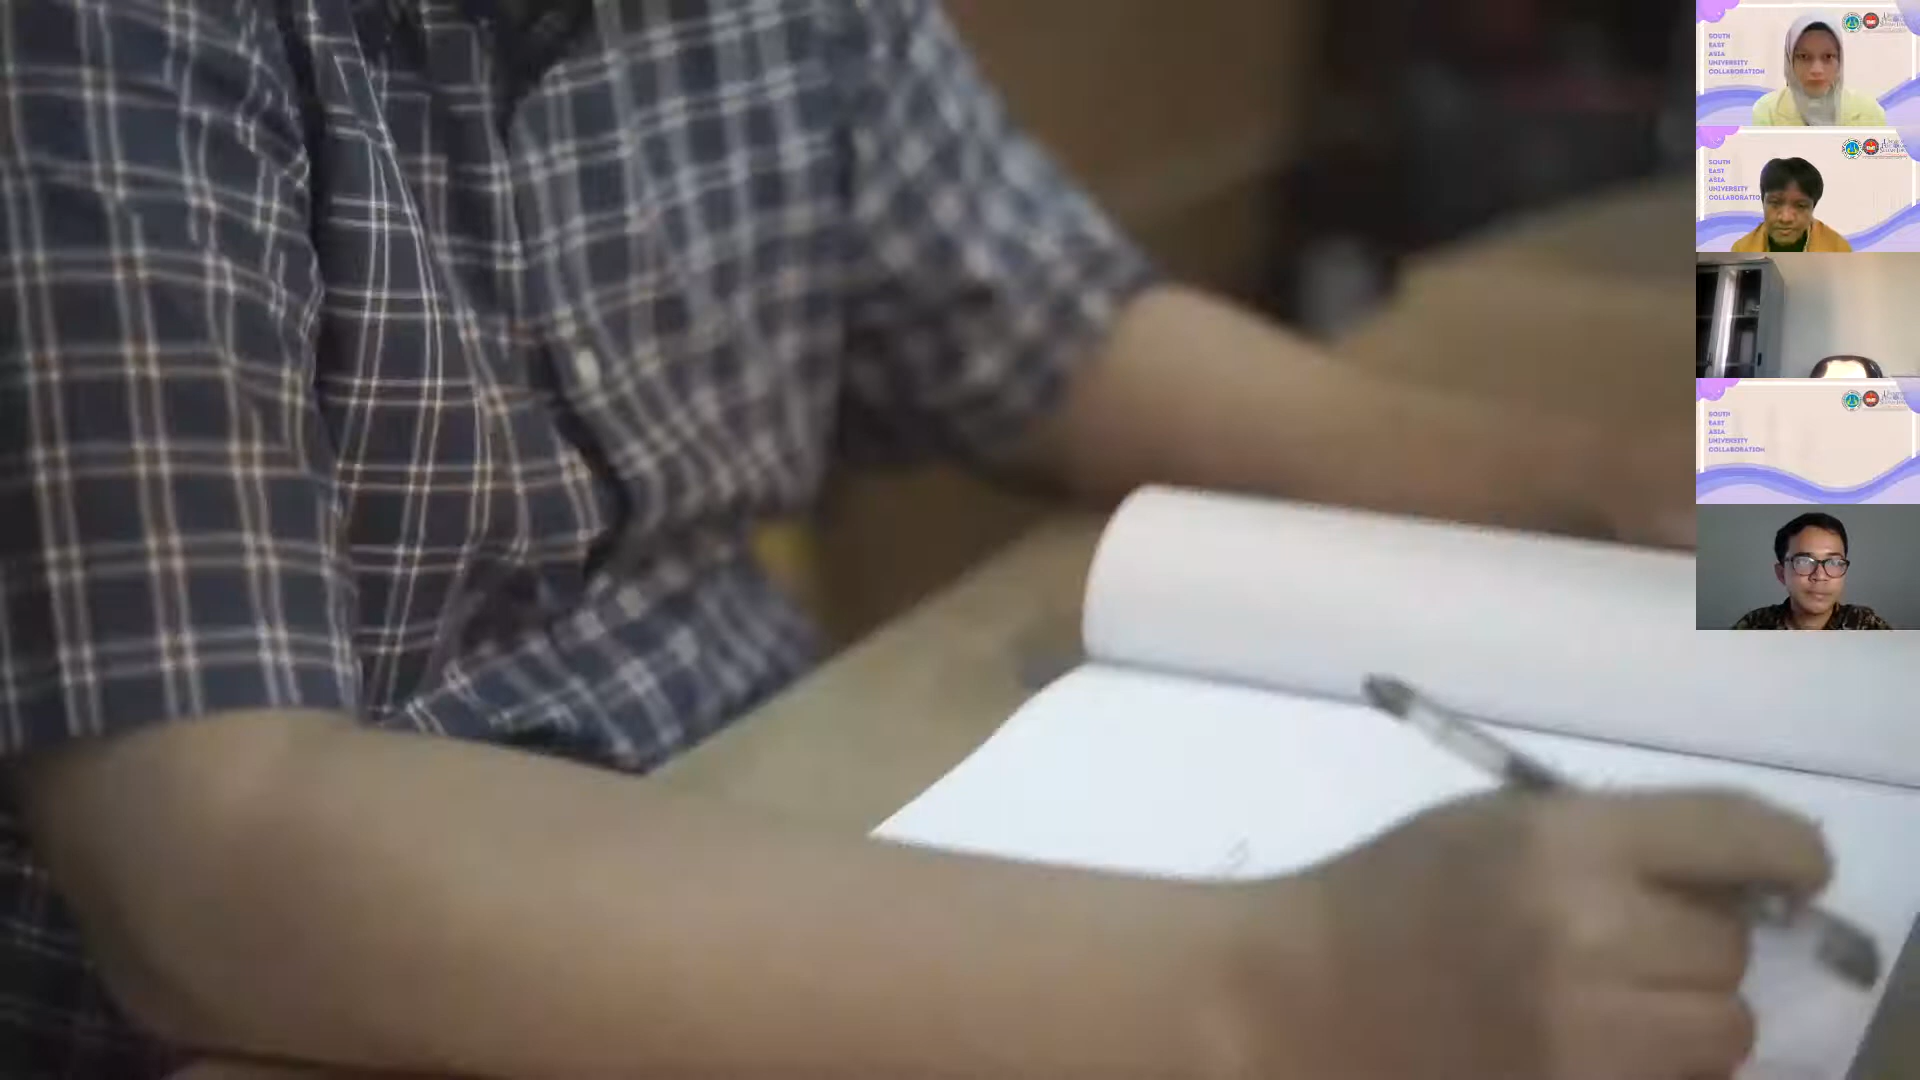 SOUTH
EAST
ASIA
UNIVERSITY
COLLABORATION
SOUTH
EAST
ASIA
UNIVERSITY
COLLABORATIO
SOUTH
EAST
ASIA
UNIVERSITY
COLLABORATION